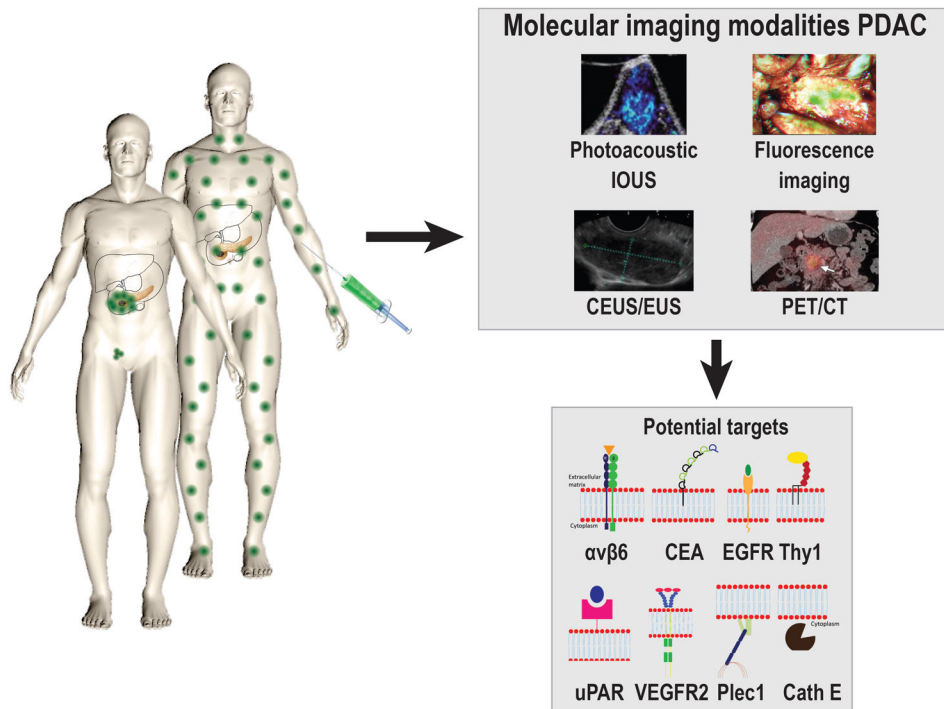 Molecular imaging modalities PDAC
Photoacoustic
IOUS
Fluorescence
imaging
CEUS/EUS
PET/CT
Potential targets
Extracellular
matrix
Cytoplasm
αvβ6
CEA
EGFR
Thy1
Cytoplasm
uPAR
VEGFR2
Plec1
Cath E